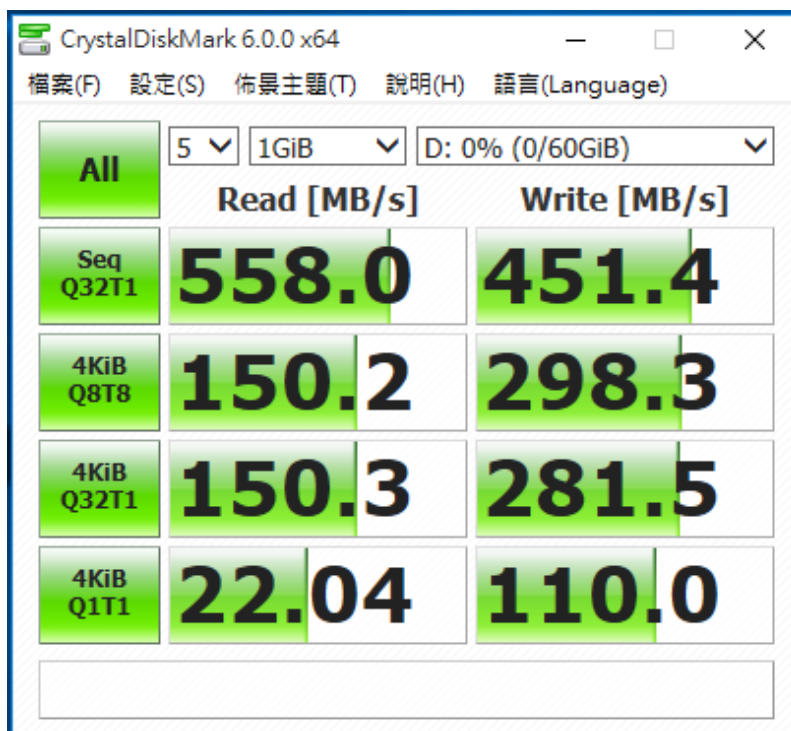 CrystalDiskMark 6.0.0 x64
檔案(F) 設定(S) 佈景主題(T) 說明(H) 語言(Language)
All 5 1GiB D: 0% (0/60GiB)
Read [MB/s] Write [MB/s]
Seq
Q32T1
558.0 451.4
4KiB
Q8T8
150.2 298.3
4KiB
Q32T1
150.3 281.5
4KiB
Q1T1
22.04 110.0